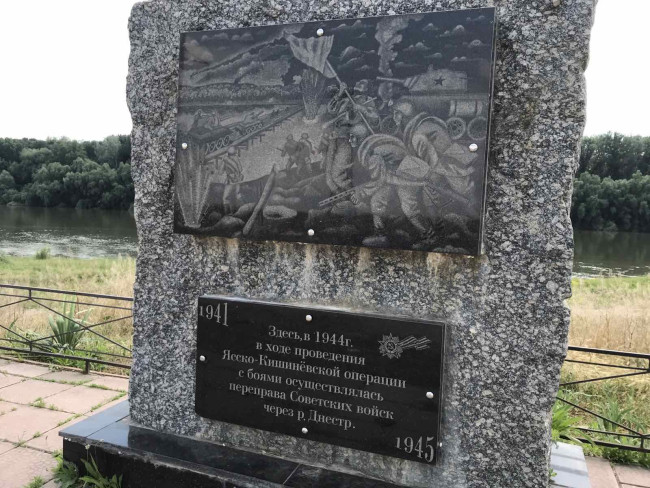 1941
Здесь, в 1944г.
в ходе проведения
Ясско-Кишинёвской операции
с боями осуществлялась
переправа Советских войск
через р. Днестр.
1945